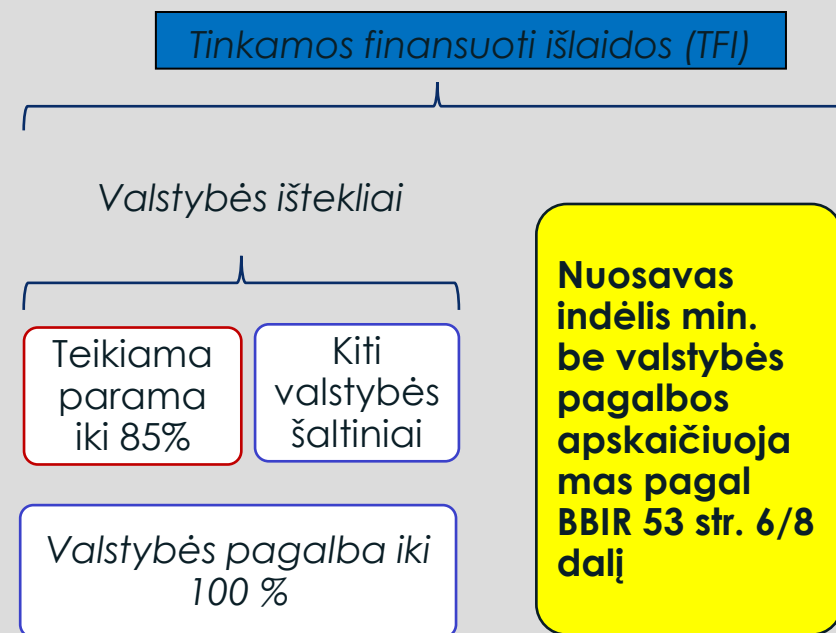 Tinkamos finansuoti išlaidos (TFI)
Valstybės ištekliai
Teikiama
parama
iki 85%
Kiti
valstybės
šaltiniai
Valstybės pagalba iki
100 %
Nuosavas
indėlis min.
be valstybės
pagalbos
apskaičiuoja
mas pagal
BBIR 53 str. 6/8
dalį